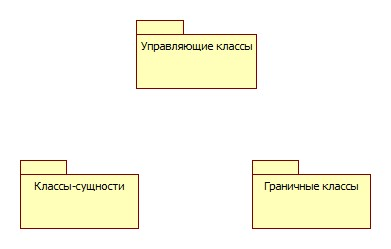 Управляющие классы
Классы-сущности
Граничные классы